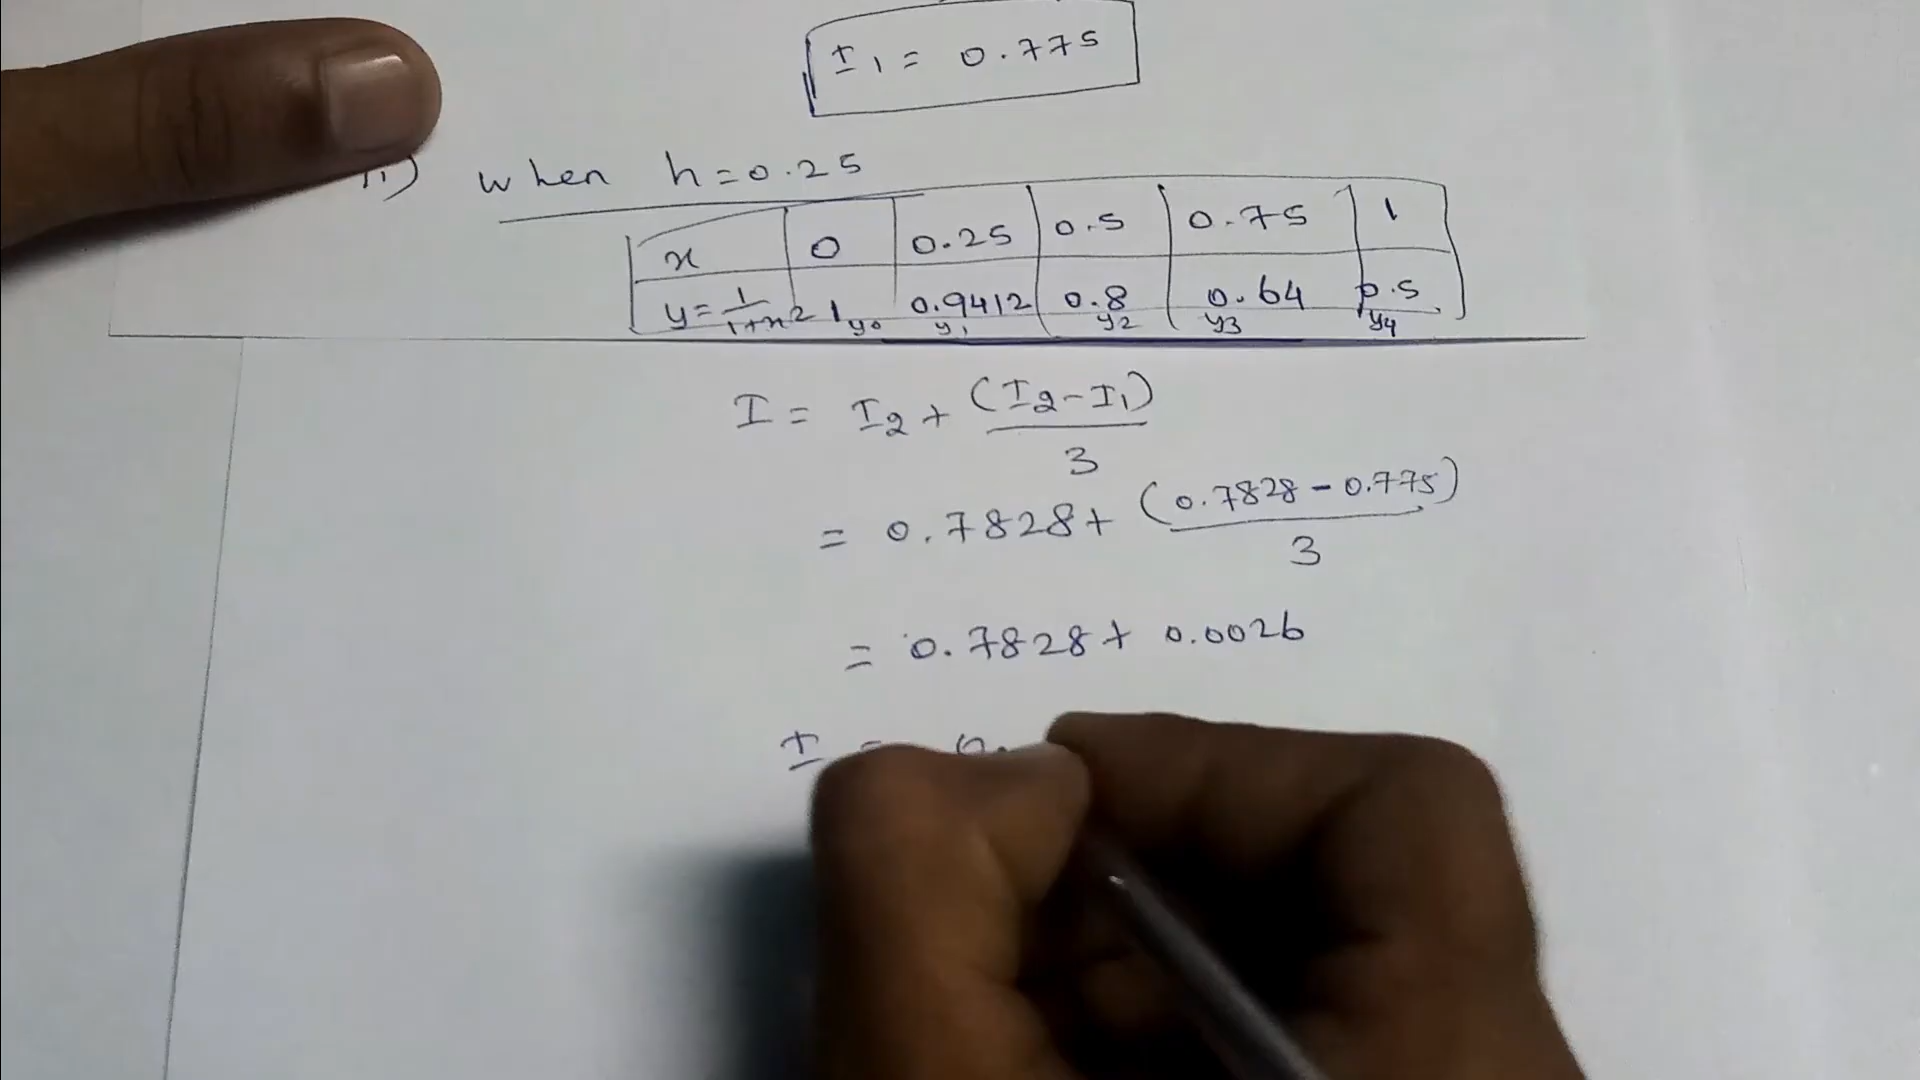 I1 = 0.775
ii) when h=0.25
x 0 0.25 0.5 0.75 1
y=1/1+x2 1 0.9412 0.8 0.64 0.5
y0 y1 y2 y3 y4
I = I2 + (I2-I1)/3
= 0.7828 + (0.7828 - 0.775)/3
= 0.7828 + 0.0026
I = 0.